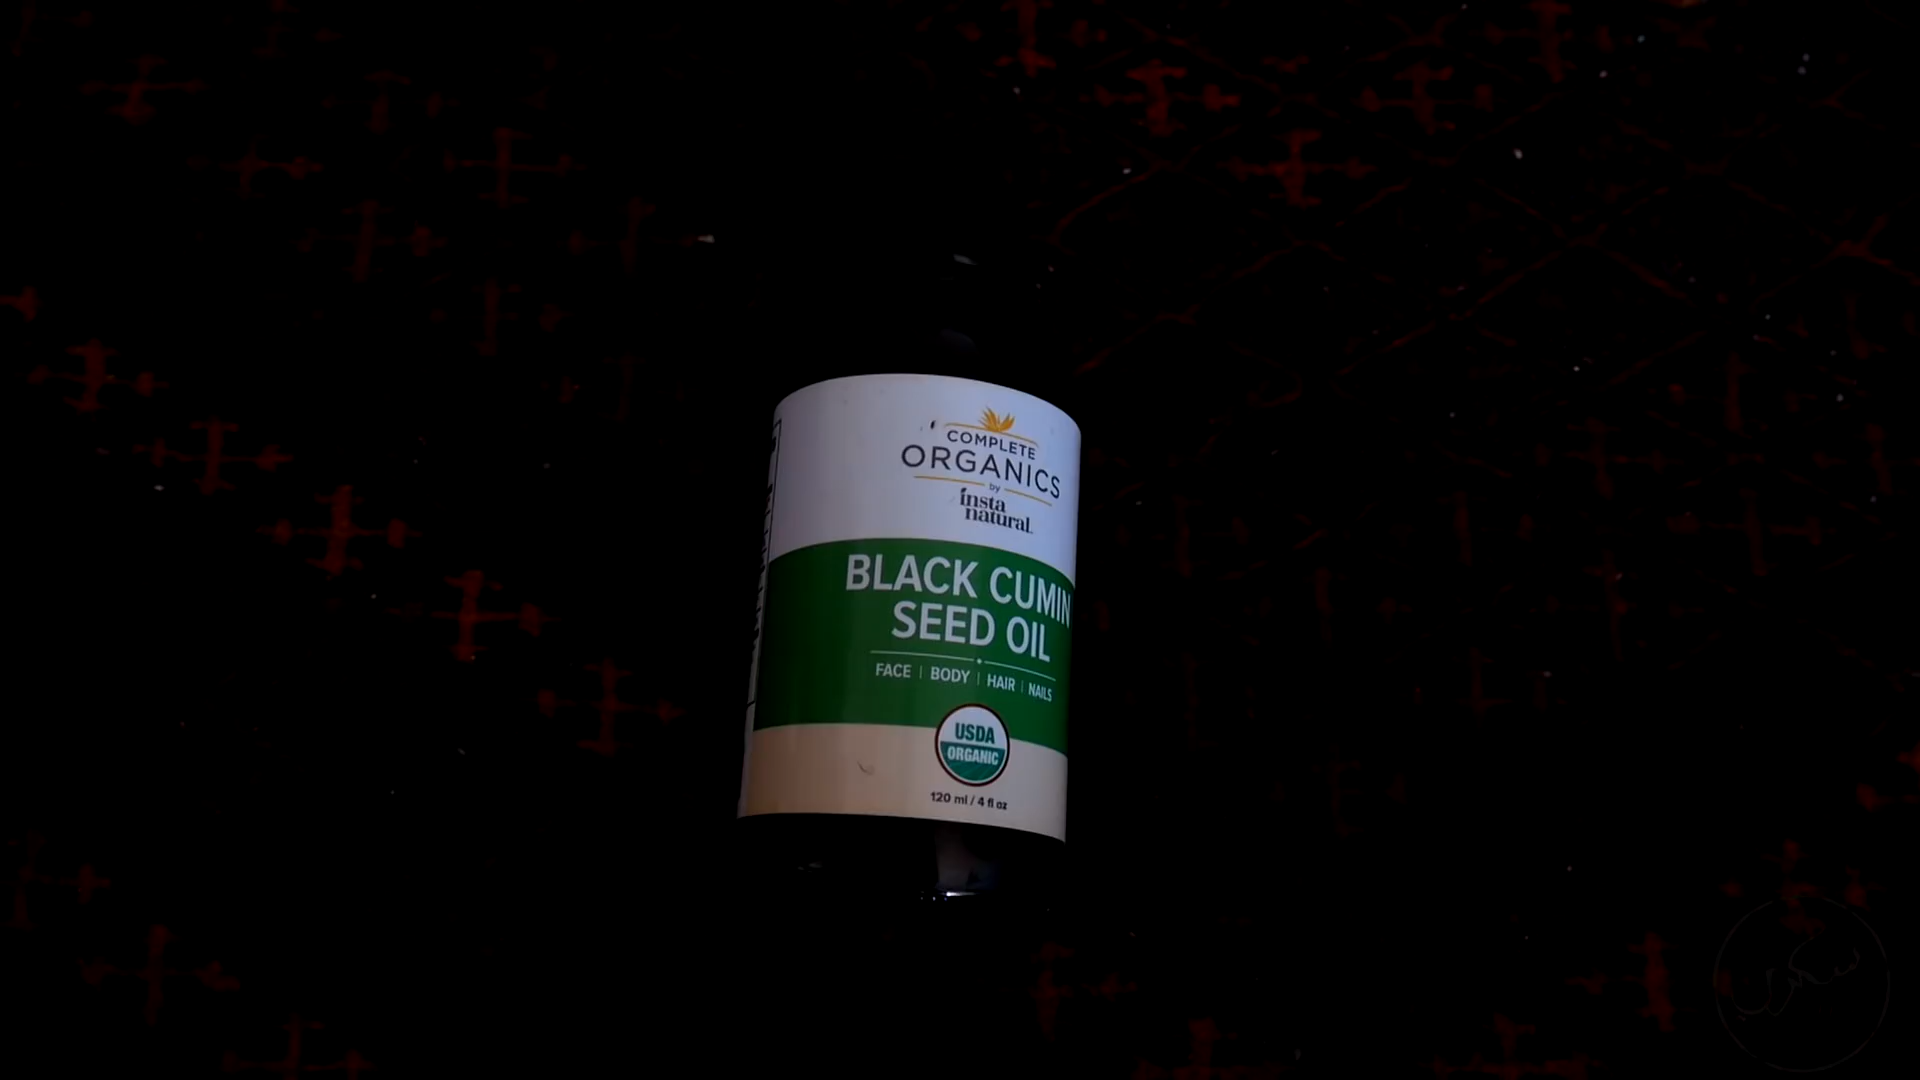 COMPLETE
ORGANICS
by
insta
natural.
BLACK CUMIN
SEED OIL
FACE | BODY | HAIR | NAILS
USDA
ORGANIC
120 ml / 4 fl oz